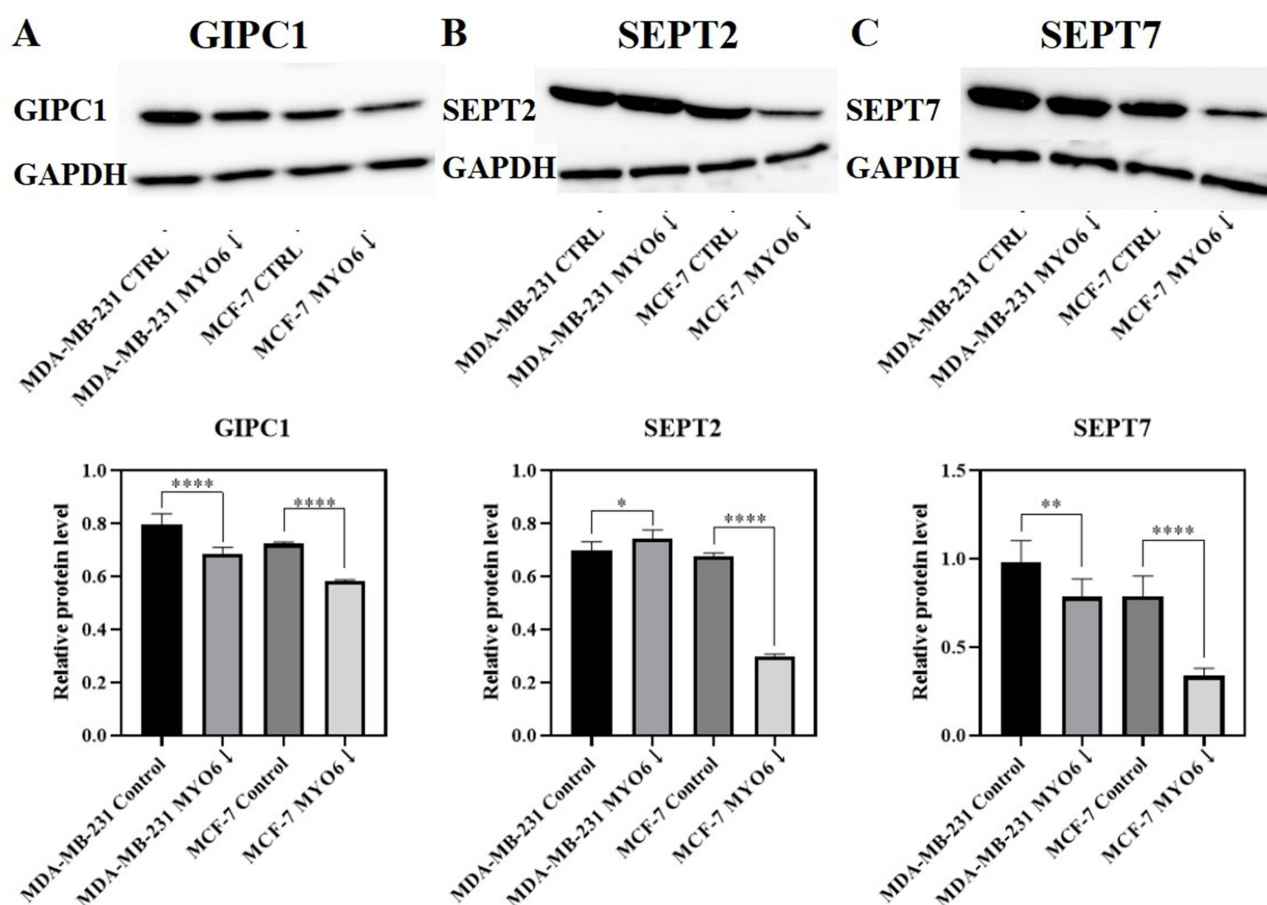 A GIPC1
GIPC1
GAPDH
MDA-MB-231 CTRL
MDA-MB-231 MYO6↓
MCF-7 CTRL
MCF-7 MYO6↓
B SEPT2
SEPT2
GAPDH
MDA-MB-231 CTRL
MDA-MB-231 MYO6↓
MCF-7 CTRL
MCF-7 MYO6↓
C SEPT7
SEPT7
GAPDH
MDA-MB-231 CTRL
MDA-MB-231 MYO6↓
MCF-7 CTRL
MCF-7 MYO6↓
GIPC1
Relative protein level
1.0
0.8
0.6
0.4
0.2
0.0
****
****
MDA-MB-231 Control
MDA-MB-231 MYO6↓
MCF-7 Control
MCF-7 MYO6↓
SEPT2
Relative protein level
1.0
0.8
0.6
0.4
0.2
0.0
*
****
MDA-MB-231 Control
MDA-MB-231 MYO6↓
MCF-7 Control
MCF-7 MYO6↓
SEPT7
Relative protein level
1.5
1.0
0.5
0.0
**
****
MDA-MB-231 Control
MDA-MB-231 MYO6↓
MCF-7 Control
MCF-7 MYO6↓